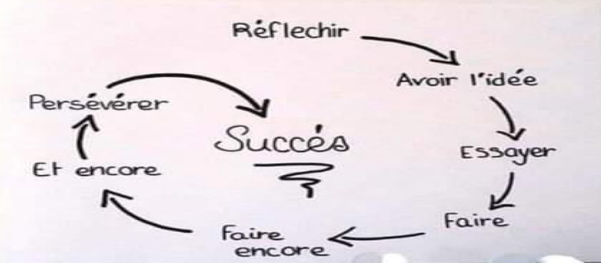 Réflechir
Avoir l'idée
Essayer
Faire
Faire
encore
Et encore
Persévérer
Succés